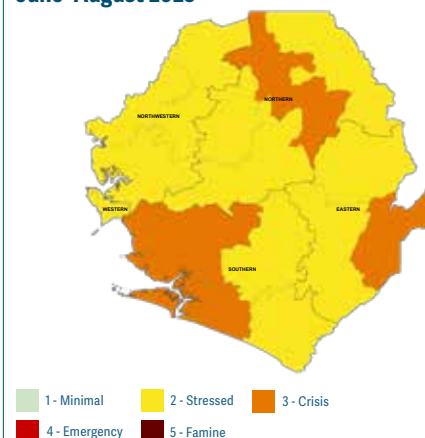 NORTHERN
NORTHWESTERN
WESTERN
EASTERN
SOUTHERN
1 - Minimal
2 - Stressed
3 - Crisis
4 - Emergency
5 - Famine